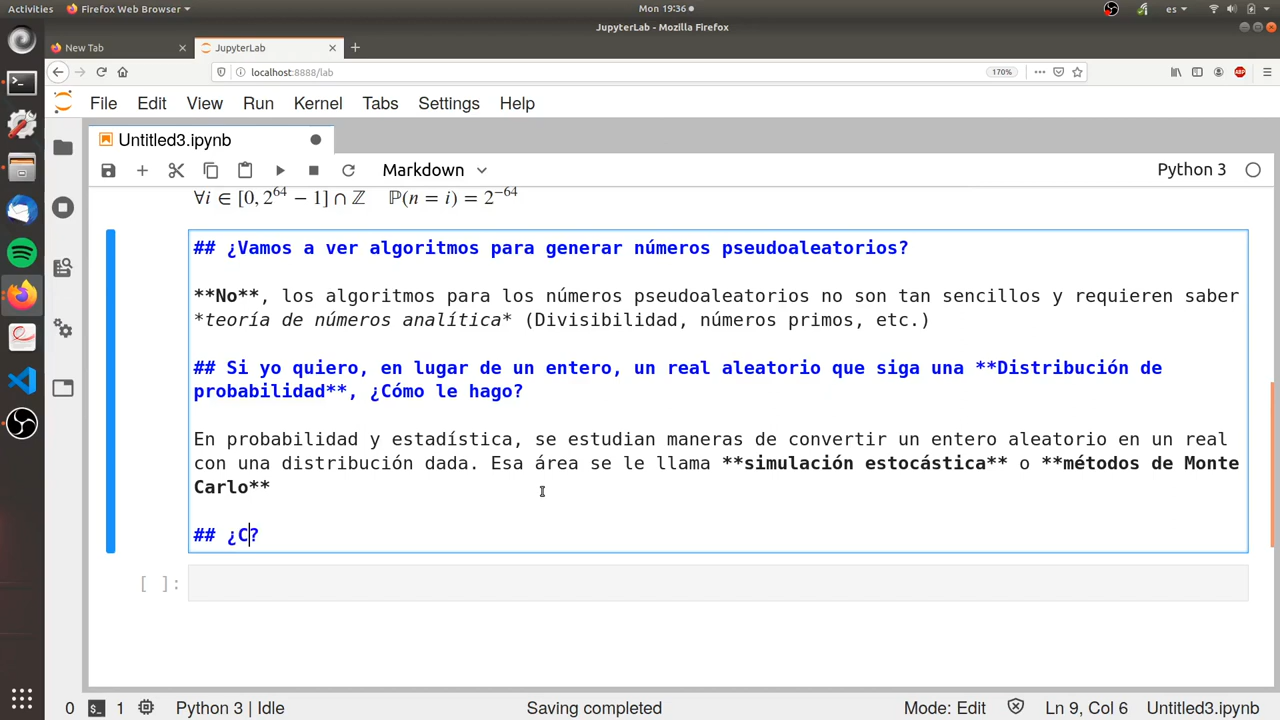 Activities Firefox Web Browser Mon 19:36 es
JupyterLab - Mozilla Firefox
New Tab JupyterLab
localhost:8888/lab 170% ABP
File Edit View Run Kernel Tabs Settings Help
Untitled3.ipynb
Markdown Python 3
∀i ∈ [0, 2^64 − 1] ∩ ℤ ℙ(n = i) = 2^−64
## ¿Vamos a ver algoritmos para generar números pseudoaleatorios?
**No**, los algoritmos para los números pseudoaleatorios no son tan sencillos y requieren saber
*teoría de números analítica* (Divisibilidad, números primos, etc.)
## Si yo quiero, en lugar de un entero, un real aleatorio que siga una **Distribución de
probabilidad**, ¿Cómo le hago?
En probabilidad y estadística, se estudian maneras de convertir un entero aleatorio en un real
con una distribución dada. Esa área se le llama **simulación estocástica** o **métodos de Monte
Carlo**
## ¿C?
[ ]:
0 1 Python 3 | Idle Saving completed Mode: Edit Ln 9, Col 6 Untitled3.ipynb